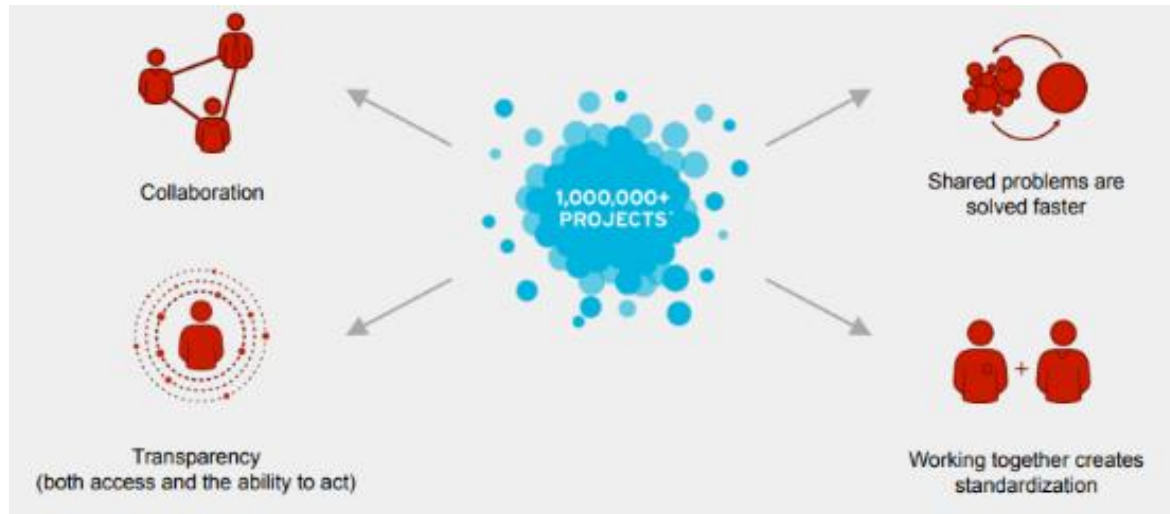 Collaboration
1,000,000+
PROJECTS*
Shared problems are
solved faster
Transparency
(both access and the ability to act)
Working together creates
standardization